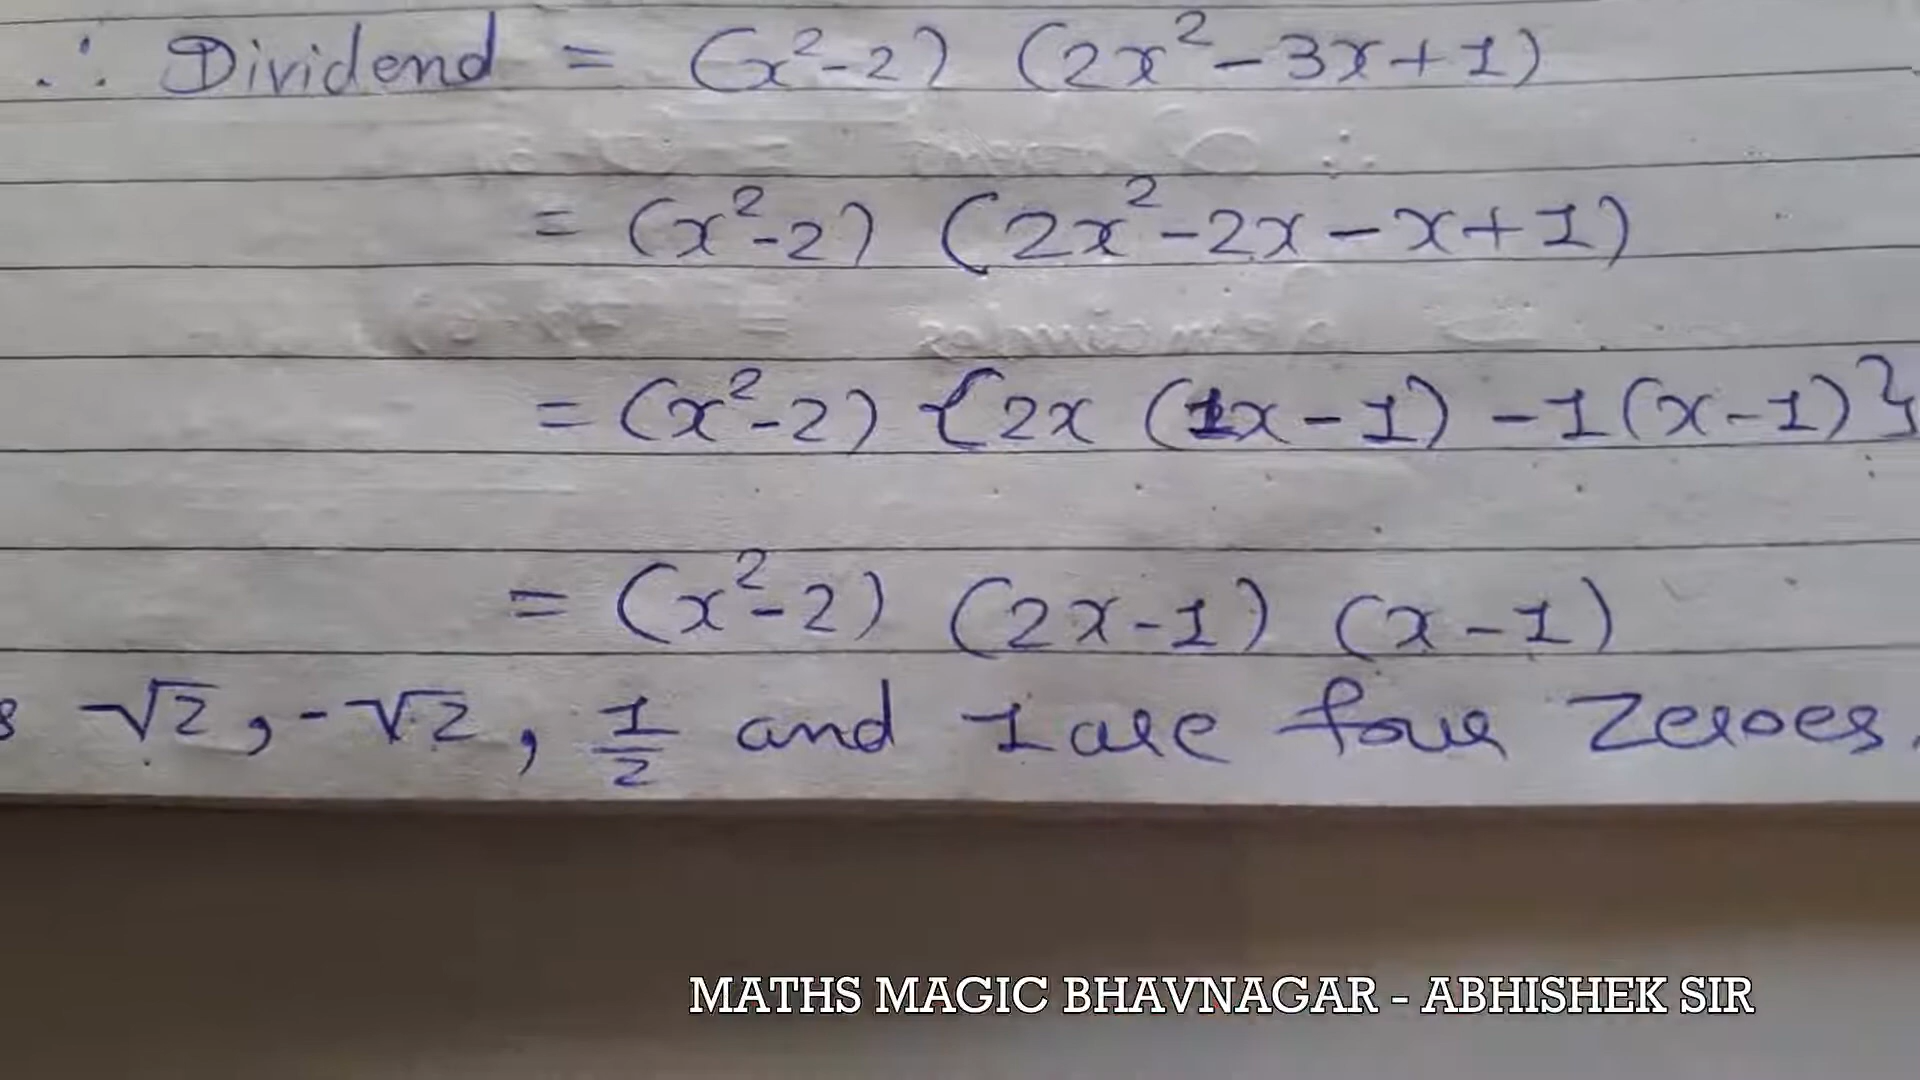 ∴ Dividend = (x²-2) (2x²-3x+1)
= (x²-2) (2x²-2x-x+1)
= (x²-2) {2x (1x-1) -1(x-1)}
= (x²-2) (2x-1) (x-1)
√2, -√2, 1/2 and 1 are four Zeroes.
MATHS MAGIC BHAVNAGAR - ABHISHEK SIR